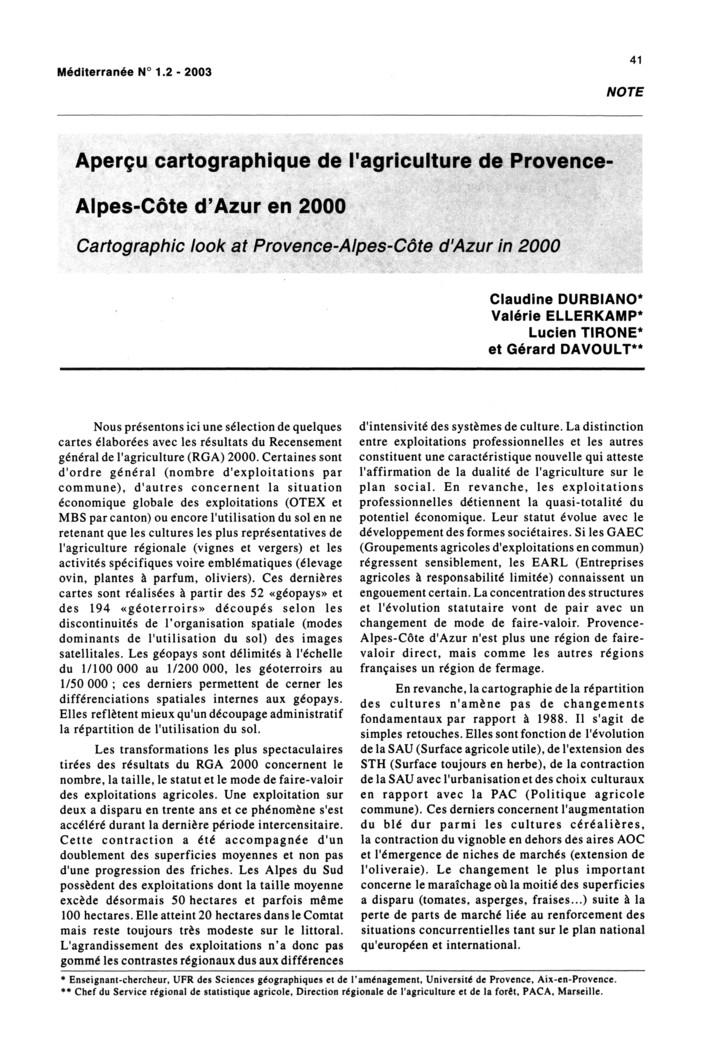 41
Méditerranée N° 1.2 - 2003
NOTE
Aperçu cartographique de l'agriculture de Provence-
Alpes-Côte d'Azur en 2000
Cartographic look at Provence-Alpes-Côte d'Azur in 2000
Claudine DURBIANO*
Valérie ELLERKAMP*
Lucien TIRONE*
et Gérard DAVOULT**
Nous présentons ici une sélection de quelques
cartes élaborées avec les résultats du Recensement
général de l'agriculture (RGA) 2000. Certaines sont
d'ordre général (nombre d'exploitations par
commune), d'autres concernent la situation
économique globale des exploitations (OTEX et
MBS par canton) ou encore l'utilisation du sol en ne
retenant que les cultures les plus représentatives de
l'agriculture régionale (vignes et vergers) et les
activités spécifiques voire emblématiques (élevage
ovin, plantes à parfum, oliviers). Ces dernières
cartes sont réalisées à partir des 52 «géopays» et
des 194 «géoterroirs» découpés selon les
discontinuités de l'organisation spatiale (modes
dominants de l'utilisation du sol) des images
satellitales. Les géopays sont délimités à l'échelle
du 1/100 000 au 1/200 000, les géoterroirs au
1/50 000 ; ces derniers permettent de cerner les
différenciations spatiales internes aux géopays.
Elles reflètent mieux qu'un découpage administratif
la répartition de l'utilisation du sol.
Les transformations les plus spectaculaires
tirées des résultats du RGA 2000 concernent le
nombre, la taille, le statut et le mode de faire-valoir
des exploitations agricoles. Une exploitation sur
deux a disparu en trente ans et ce phénomène s'est
accéléré durant la dernière période intercensitaire.
Cette contraction a été accompagnée d'un
doublement des superficies moyennes et non pas
d'une progression des friches. Les Alpes du Sud
possèdent des exploitations dont la taille moyenne
excède désormais 50 hectares et parfois même
100 hectares. Elle atteint 20 hectares dans le Comtat
mais reste toujours très modeste sur le littoral.
L'agrandissement des exploitations n'a donc pas
gommé les contrastes régionaux dus aux différences
d'intensivité des systèmes de culture. La distinction
entre exploitations professionnelles et les autres
constituent une caractéristique nouvelle qui atteste
l'affirmation de la dualité de l'agriculture sur le
plan social. En revanche, les exploitations
professionnelles détiennent la quasi-totalité du
potentiel économique. Leur statut évolue avec le
développement des formes sociétaires. Si les GAEC
(Groupements agricoles d'exploitations en commun)
régressent sensiblement, les EARL (Entreprises
agricoles à responsabilité limitée) connaissent un
engouement certain. La concentration des structures
et l'évolution statutaire vont de pair avec un
changement de mode de faire-valoir. Provence-
Alpes-Côte d'Azur n'est plus une région de faire-
valoir direct, mais comme les autres régions
françaises un région de fermage.
En revanche, la cartographie de la répartition
des cultures n'amène pas de changements
fondamentaux par rapport à 1988. Il s'agit de
simples retouches. Elles sont fonction de l'évolution
de la SAU (Surface agricole utile), de l'extension des
STH (Surface toujours en herbe), de la contraction
de la SAU avec l'urbanisation et des choix culturaux
en rapport avec la PAC (Politique agricole
commune). Ces derniers concernent l'augmentation
du blé dur parmi les cultures céréalières,
la contraction du vignoble en dehors des aires AOC
et l'émergence de niches de marchés (extension de
l'oliveraie). Le changement le plus important
concerne le maraîchage où la moitié des superficies
a disparu (tomates, asperges, fraises...) suite à la
perte de parts de marché liée au renforcement des
situations concurrentielles tant sur le plan national
qu'européen et international.
* Enseignant-chercheur, UFR des Sciences géographiques et de l'aménagement, Université de Provence, Aix-en-Provence.
** Chef du Service régional de statistique agricole, Direction régionale de l'agriculture et de la forêt, PACA, Marseille.